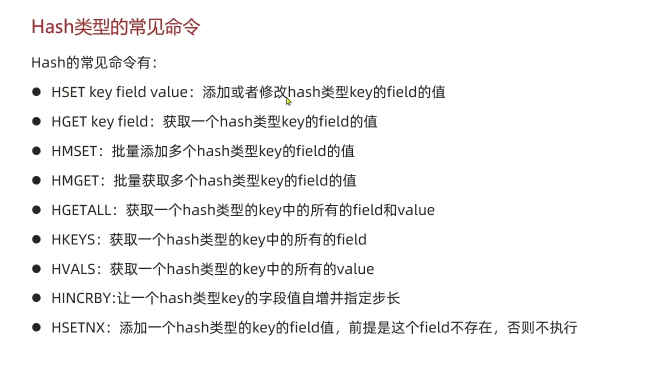 Hash类型的常见命令
Hash的常见命令有：
● HSET key field value：添加或者修改hash类型key的field的值
● HGET key field：获取一个hash类型key的field的值
● HMSET：批量添加多个hash类型key的field的值
● HMGET：批量获取多个hash类型key的field的值
● HGETALL：获取一个hash类型的key中的所有的field和value
● HKEYS：获取一个hash类型的key中的所有的field
● HVALS：获取一个hash类型的key中的所有的value
● HINCRBY:让一个hash类型key的字段值自增并指定步长
● HSETNX：添加一个hash类型的key的field值，前提是这个field不存在，否则不执行